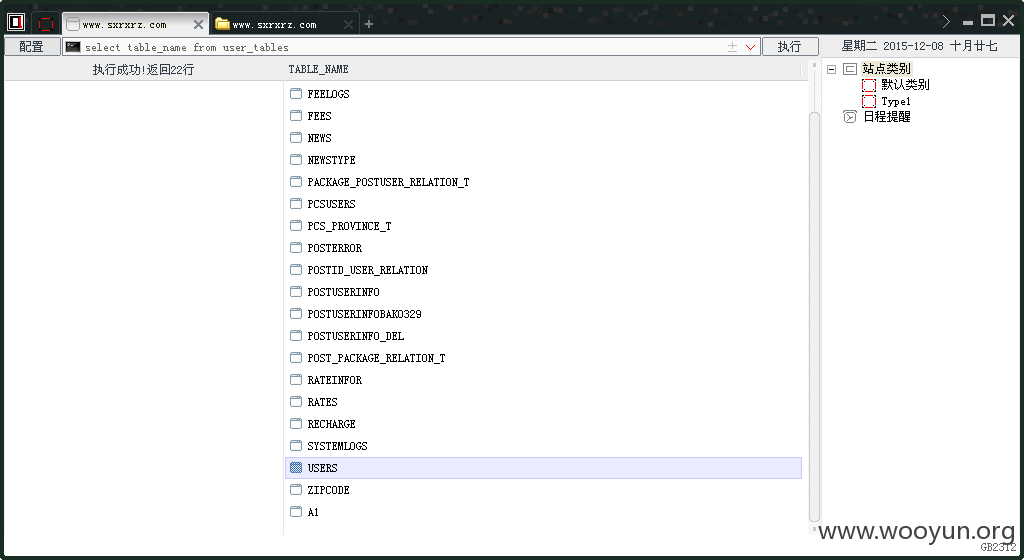 www.sxrxrz.com
www.sxrxrz.com
配置
select table_name from user_tables
执行
星期二 2015-12-08 十月廿七
执行成功!返回22行
TABLE_NAME
FEELOGS
FEES
NEWS
NEWSTYPE
PACKAGE_POSTUSER_RELATION_T
PCSUSERS
PCS_PROVINCE_T
POSTERROR
POSTID_USER_RELATION
POSTUSERINFO
POSTUSERINFOBAK0329
POSTUSERINFO_DEL
POST_PACKAGE_RELATION_T
RATEINFOR
RATES
RECHARGE
SYSTEMLOGS
USERS
ZIPCODE
A1
站点类别
默认类别
Type1
日程提醒
www.wooyun.org
GB2312